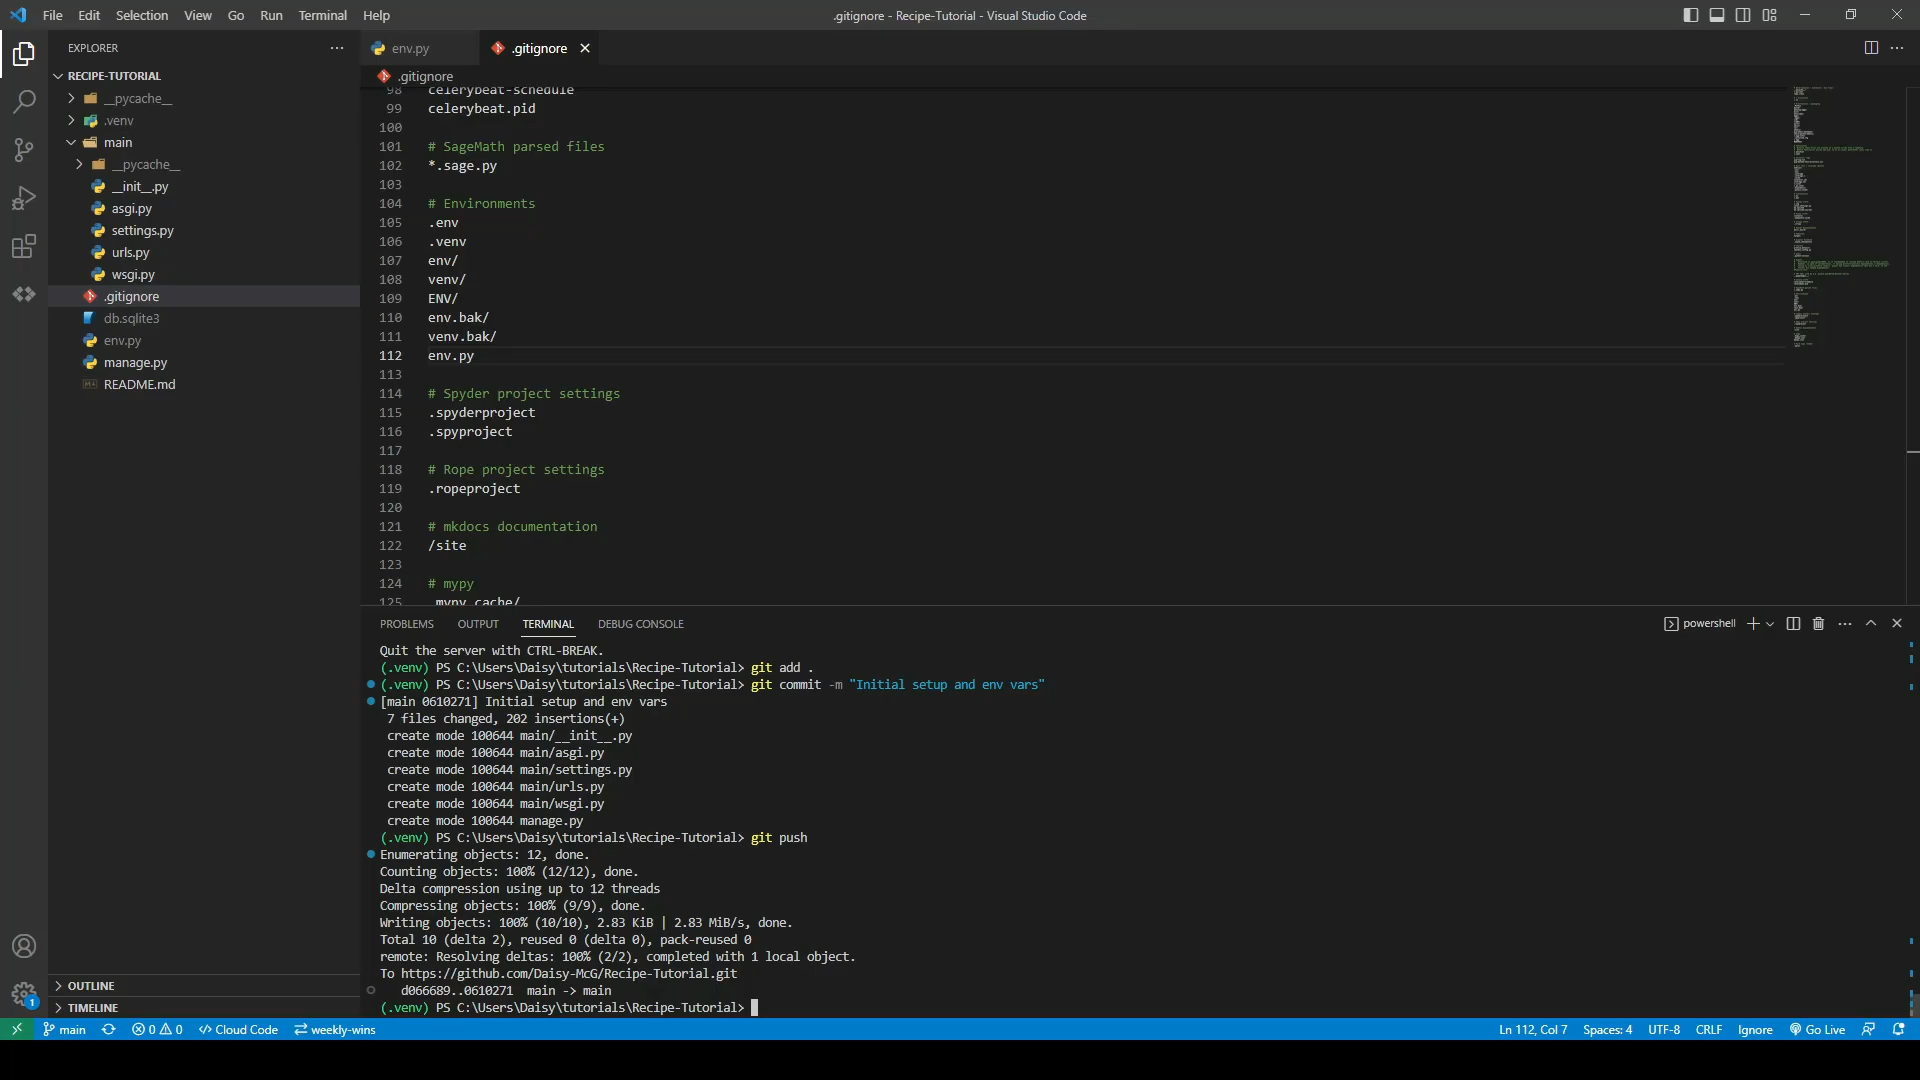 File Edit Selection View Go Run Terminal Help
.gitignore - Recipe-Tutorial - Visual Studio Code
EXPLORER
RECIPE-TUTORIAL
__pycache__
.venv
main
__pycache__
__init__.py
asgi.py
settings.py
urls.py
wsgi.py
.gitignore
db.sqlite3
env.py
manage.py
README.md
OUTLINE
TIMELINE
env.py
.gitignore
.gitignore
98 celerybeat-schedule
99 celerybeat.pid
100
101 # SageMath parsed files
102 *.sage.py
103
104 # Environments
105 .env
106 .venv
107 env/
108 venv/
109 ENV/
110 env.bak/
111 venv.bak/
112 env.py
113
114 # Spyder project settings
115 .spyderproject
116 .spyproject
117
118 # Rope project settings
119 .ropeproject
120
121 # mkdocs documentation
122 /site
123
124 # mypy
125 .mypy_cache/
PROBLEMS OUTPUT TERMINAL DEBUG CONSOLE
powershell
Quit the server with CTRL-BREAK.
(.venv) PS C:\Users\Daisy\tutorials\Recipe-Tutorial> git add .
(.venv) PS C:\Users\Daisy\tutorials\Recipe-Tutorial> git commit -m "Initial setup and env vars"
[main 0610271] Initial setup and env vars
7 files changed, 202 insertions(+)
create mode 100644 main/__init__.py
create mode 100644 main/asgi.py
create mode 100644 main/settings.py
create mode 100644 main/urls.py
create mode 100644 main/wsgi.py
create mode 100644 manage.py
(.venv) PS C:\Users\Daisy\tutorials\Recipe-Tutorial> git push
Enumerating objects: 12, done.
Counting objects: 100% (12/12), done.
Delta compression using up to 12 threads
Compressing objects: 100% (9/9), done.
Writing objects: 100% (10/10), 2.83 KiB | 2.83 MiB/s, done.
Total 10 (delta 2), reused 0 (delta 0), pack-reused 0
remote: Resolving deltas: 100% (2/2), completed with 1 local object.
To https://github.com/Daisy-McG/Recipe-Tutorial.git
d066689..0610271 main -> main
(.venv) PS C:\Users\Daisy\tutorials\Recipe-Tutorial>
1
main 0 0 Cloud Code weekly-wins
Ln 112, Col 7 Spaces: 4 UTF-8 CRLF Ignore Go Live